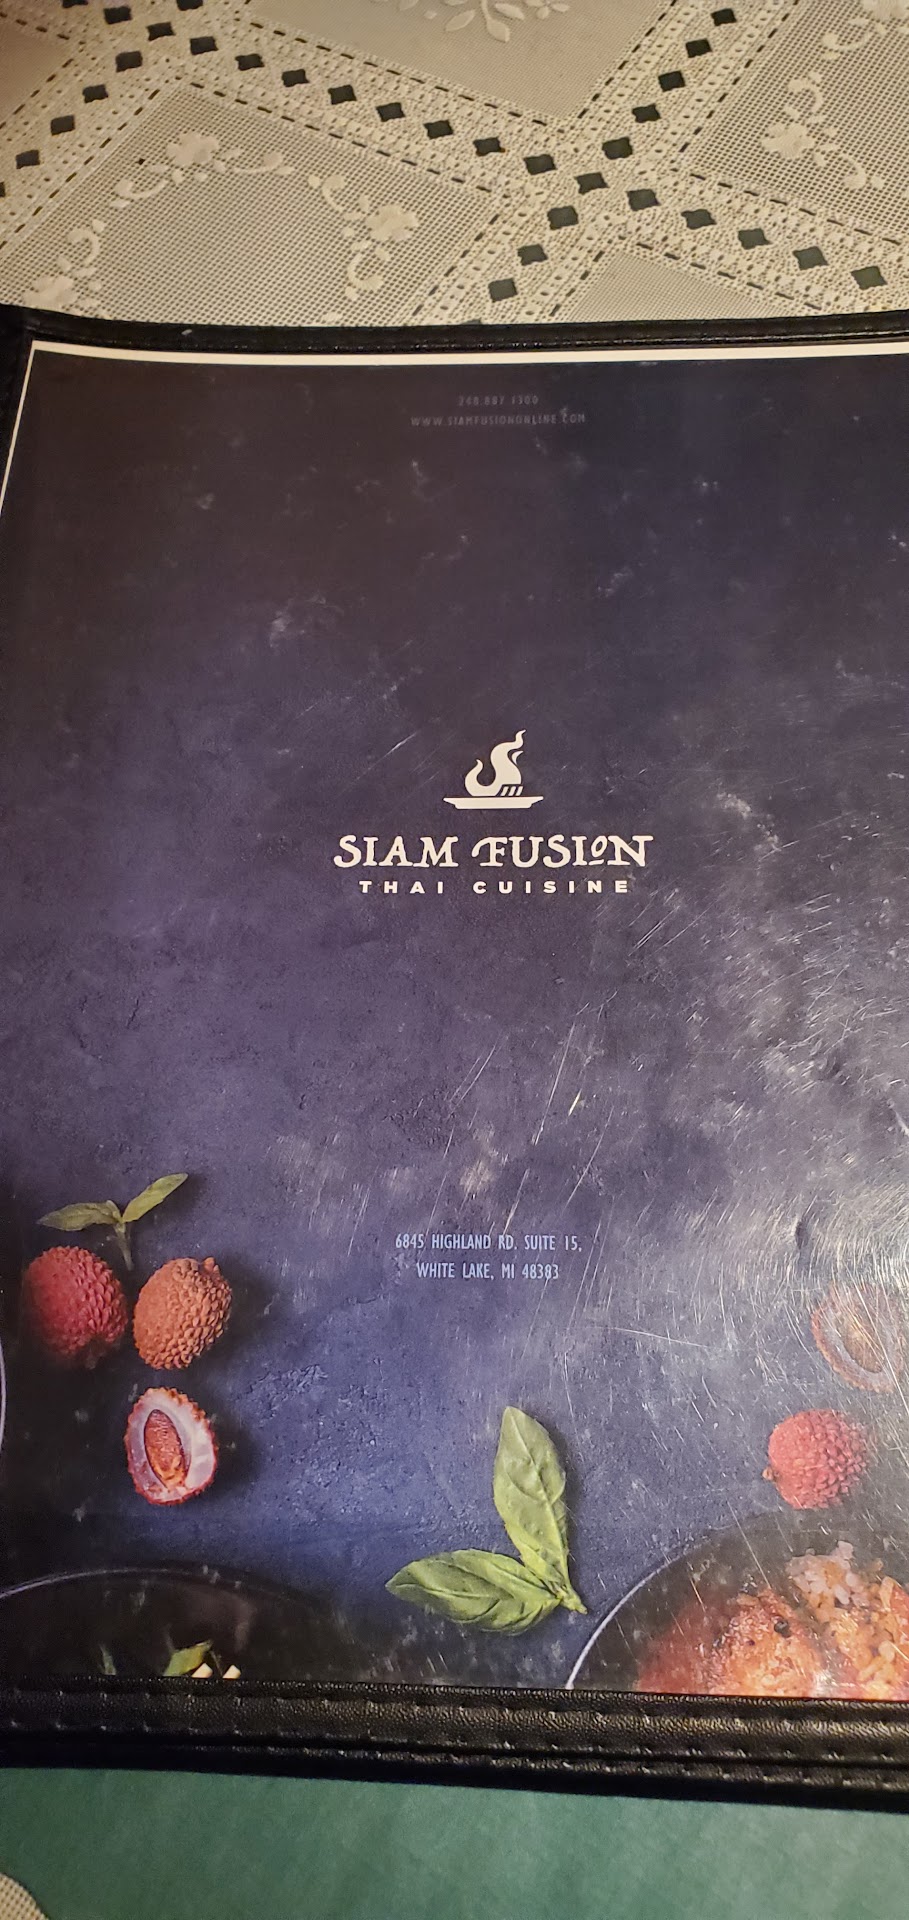 248.887.1300
WWW.SIAMFUSIONONLINE.COM
SIAM FUSION
THAI CUISINE
6845 HIGHLAND RD. SUITE 15,
WHITE LAKE, MI 48383